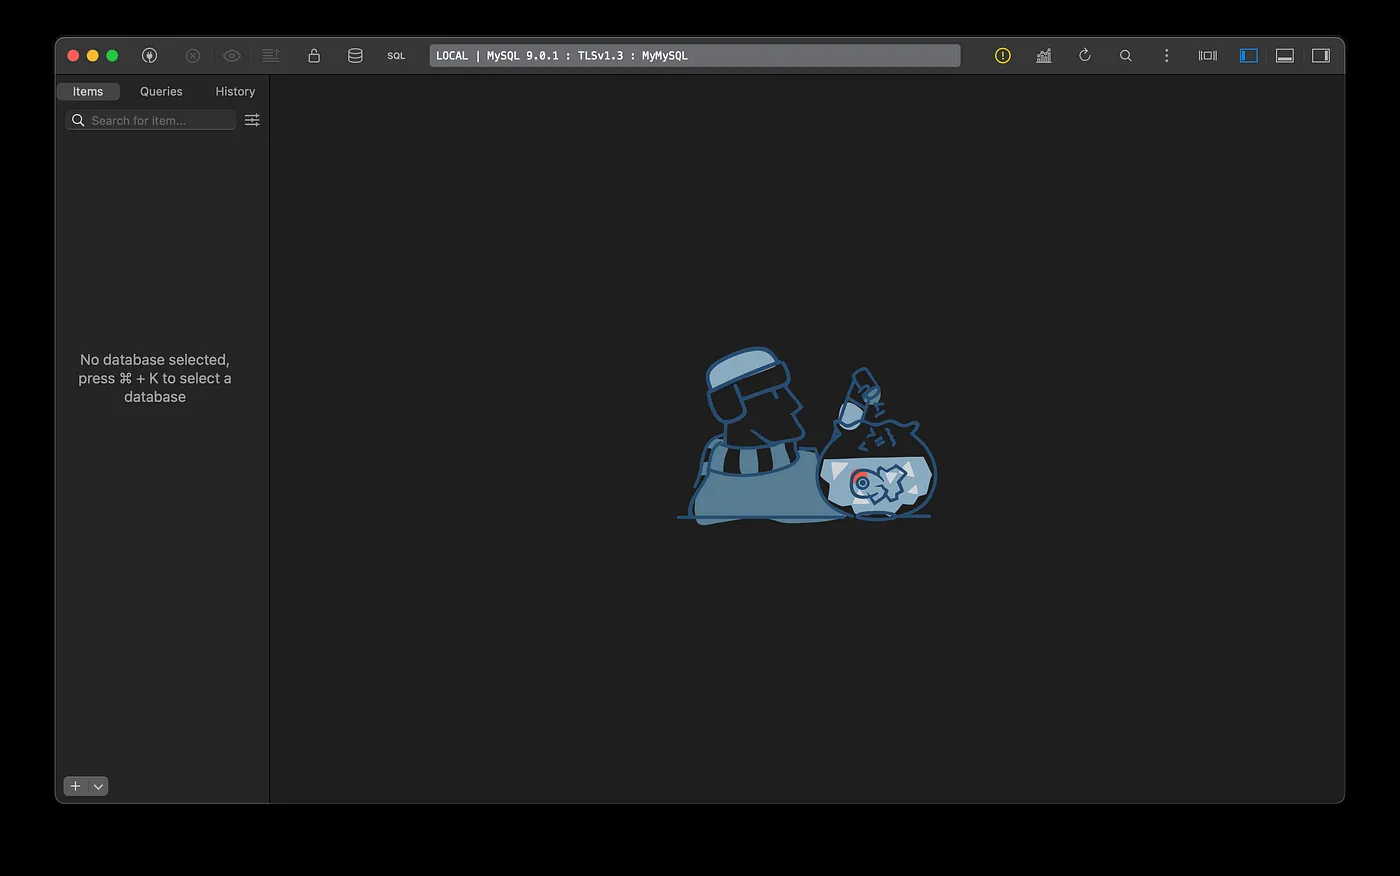 SQL
LOCAL | MySQL 9.0.1 : TLSv1.3 : MyMySQL
Items
Queries
History
Search for item...
No database selected,
press ⌘ + K to select a
database